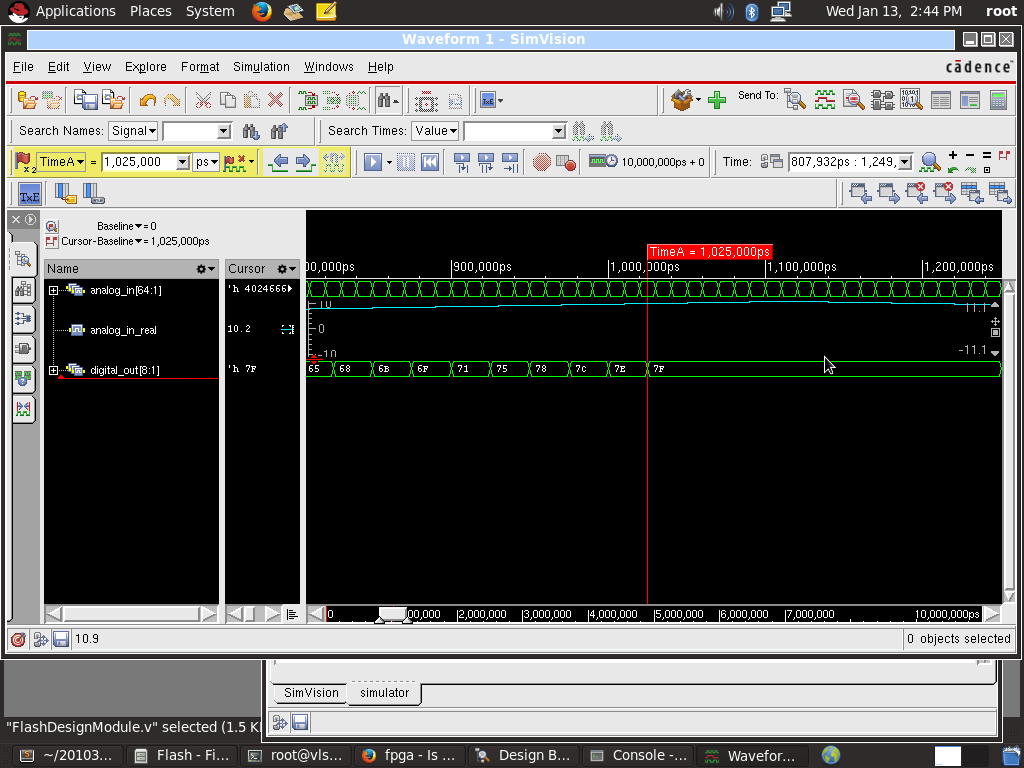 Applications Places System Wed Jan 13, 2:44 PM root
Waveform 1 - SimVision
File Edit View Explore Format Simulation Windows Help cādence
Send To:
Search Names: Signal Search Times: Value
x2 TimeA = 1,025,000 ps 10,000,000ps + 0 Time: 807,932ps : 1,249,
TxE
Baseline = 0
Cursor-Baseline = 1,025,000ps
TimeA = 1,025,000ps
Name Cursor 00,000ps 900,000ps 1,000,000ps 1,100,000ps 1,200,000ps
analog_in[64:1] 'h 4024666
10 11.1
analog_in_real 10.2 0
-10 -11.1
digital_out[8:1] 'h 7F 65 68 6B 6F 71 75 78 7C 7E 7F
0 00,000 2,000,000 3,000,000 4,000,000 5,000,000 6,000,000 7,000,000 10,000,000ps
10.9 0 objects selected
SimVision simulator
"FlashDesignModule.v" selected (1.5 K
~/20103... Flash - Fi... root@vls... fpga - Is ... Design B... Console -... Wavefor...